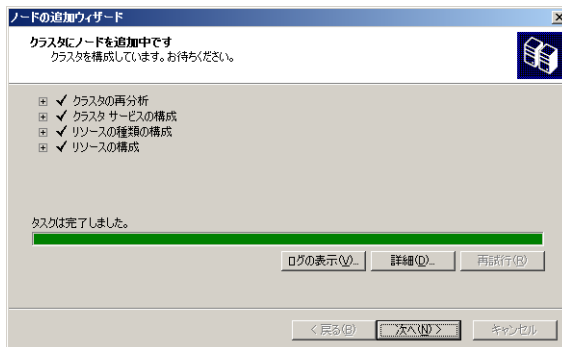 ノードの追加ウィザード
クラスタにノードを追加中です
クラスタを構成しています。お待ちください。
クラスタの再分析
クラスタ サービスの構成
リソースの種類の構成
リソースの構成
タスクは完了しました。
ログの表示(V)... 詳細(D)... 再試行(R)
< 戻る(B) 次へ(N) > キャンセル